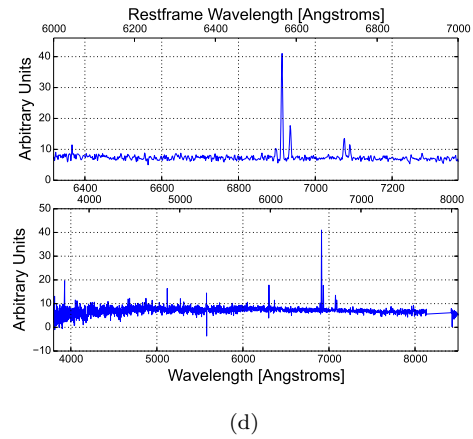 Restframe Wavelength [Angstroms]
6000 6200 6400 6600 6800 7000
Arbitrary Units
40
30
20
10
0
6400 6600 6800 7000 7200
4000 5000 6000 7000 8000
Arbitrary Units
50
40
30
20
10
0
−10
4000 5000 6000 7000 8000
Wavelength [Angstroms]
(d)